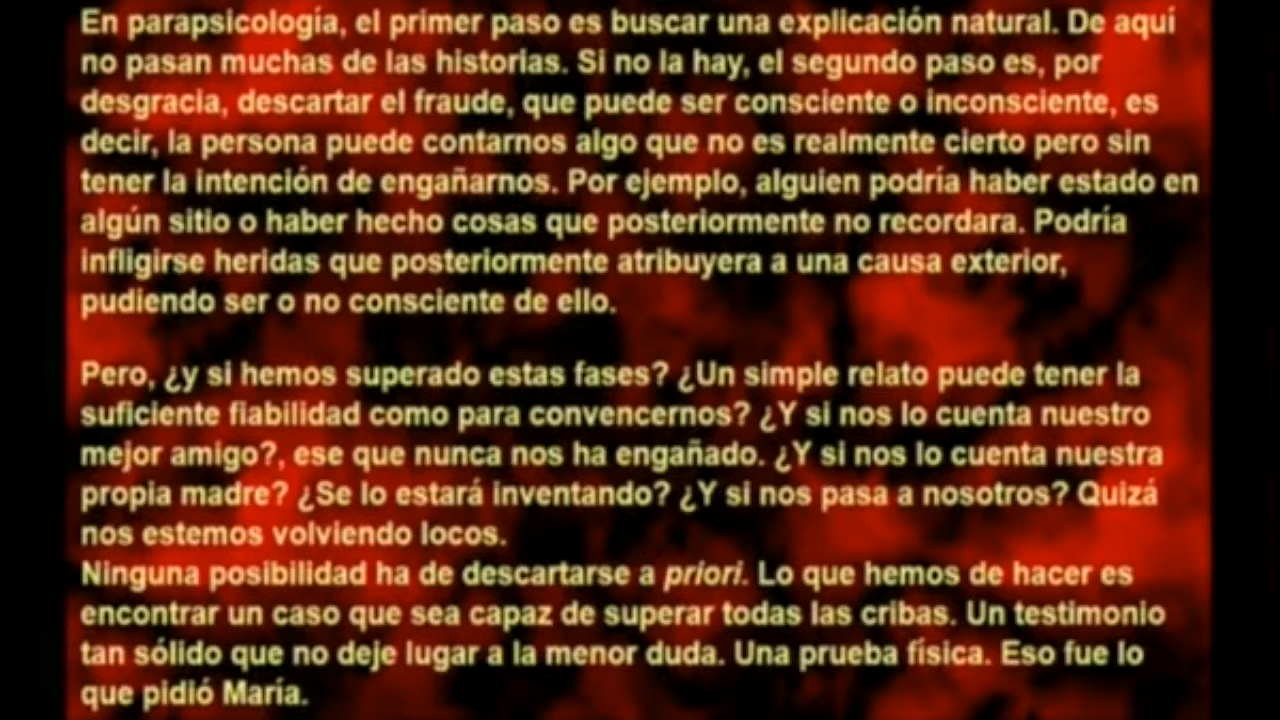 En parapsicología, el primer paso es buscar una explicación natural. De aquí
no pasan muchas de las historias. Si no la hay, el segundo paso es, por
desgracia, descartar el fraude, que puede ser consciente o inconsciente, es
decir, la persona puede contarnos algo que no es realmente cierto pero sin
tener la intención de engañarnos. Por ejemplo, alguien podría haber estado en
algún sitio o haber hecho cosas que posteriormente no recordara. Podría
infligirse heridas que posteriormente atribuyera a una causa exterior,
pudiendo ser o no consciente de ello.
Pero, ¿y si hemos superado estas fases? ¿Un simple relato puede tener la
suficiente fiabilidad como para convencernos? ¿Y si nos lo cuenta nuestro
mejor amigo?, ese que nunca nos ha engañado. ¿Y si nos lo cuenta nuestra
propia madre? ¿Se lo estará inventando? ¿Y si nos pasa a nosotros? Quizá
nos estemos volviendo locos.
Ninguna posibilidad ha de descartarse a priori. Lo que hemos de hacer es
encontrar un caso que sea capaz de superar todas las cribas. Un testimonio
tan sólido que no deje lugar a la menor duda. Una prueba física. Eso fue lo
que pidió María.